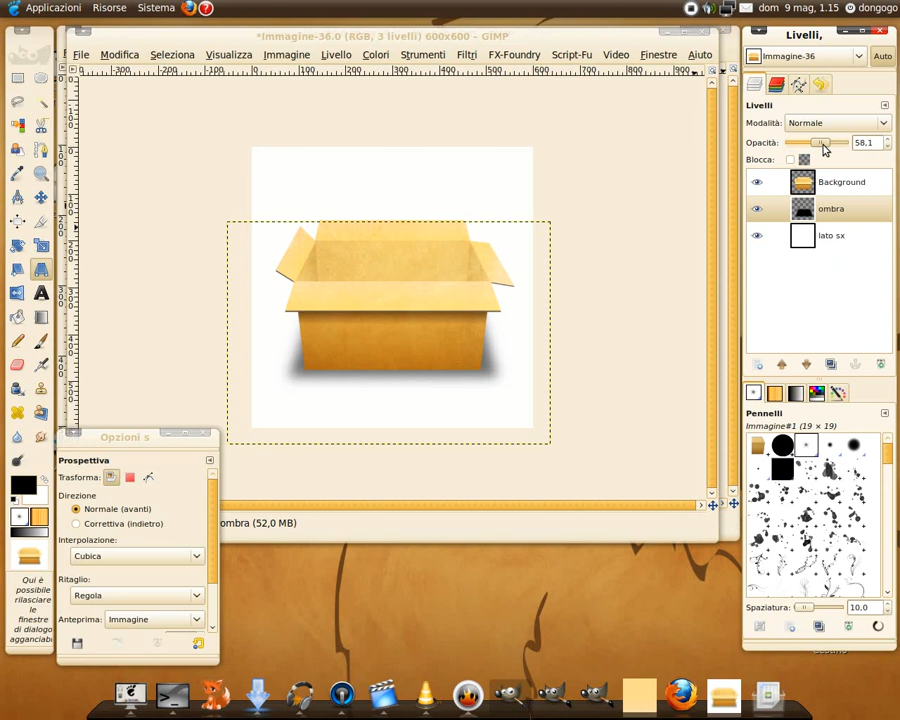 Applicazioni Risorse Sistema
dom 9 mag, 1.15 dongogo
*Immagine-36.0 (RGB, 3 livelli) 600x600 – GIMP
File Modifica Seleziona Visualizza Immagine Livello Colori Strumenti Filtri FX-Foundry Script-Fu Video Finestre Aiuto
Livelli,
Immagine-36 Auto
Livelli
Modalità: Normale
Opacità: 58,1
Blocca:
Background
ombra
lato sx
Pennelli
Immagine#1 (19 × 19)
Spaziatura: 10,0
ombra (52,0 MB)
Opzioni s
Prospettiva
Trasforma:
Direzione
Normale (avanti)
Correttiva (indietro)
Interpolazione:
Cubica
Ritaglio:
Regola
Anteprima: Immagine
Qui è
possibile
rilasciare
le
finestre
di dialogo
agganciabi